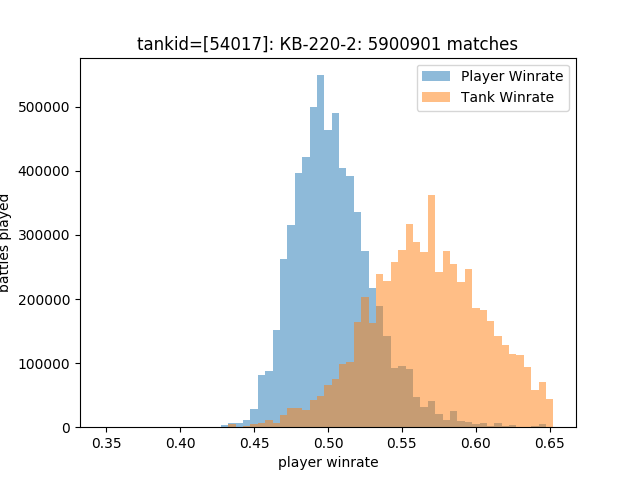 tankid=[54017]: КВ-220-2: 5900901 matches
Player Winrate
Tank Winrate
battles played
500000
400000
300000
200000
100000
0
0.35 0.40 0.45 0.50 0.55 0.60 0.65
player winrate